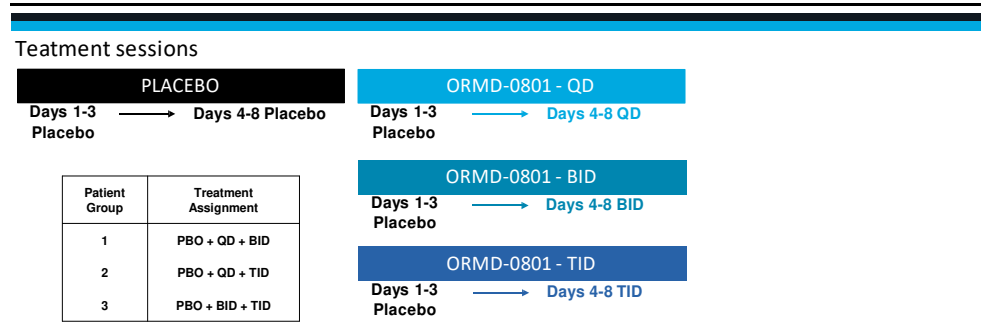 Teatment sessions
PLACEBO
Days 1-3
Placebo
Days 4-8 Placebo
ORMD-0801 - QD
Days 1-3
Placebo
Days 4-8 QD
ORMD-0801 - BID
Days 1-3
Placebo
Days 4-8 BID
ORMD-0801 - TID
Days 1-3
Placebo
Days 4-8 TID
Patient Group
Treatment Assignment
1 PBO + QD + BID
2 PBO + QD + TID
3 PBO + BID + TID